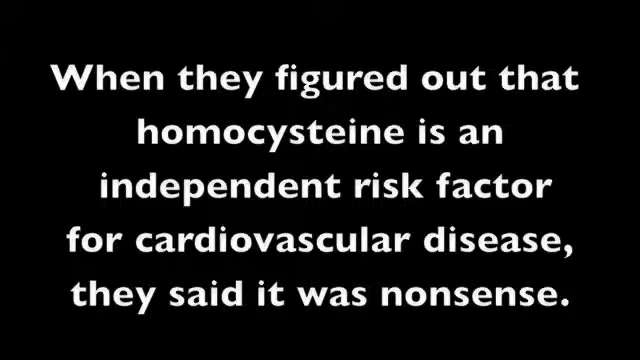 When they figured out that
homocysteine is an
independent risk factor
for cardiovascular disease,
they said it was nonsense.